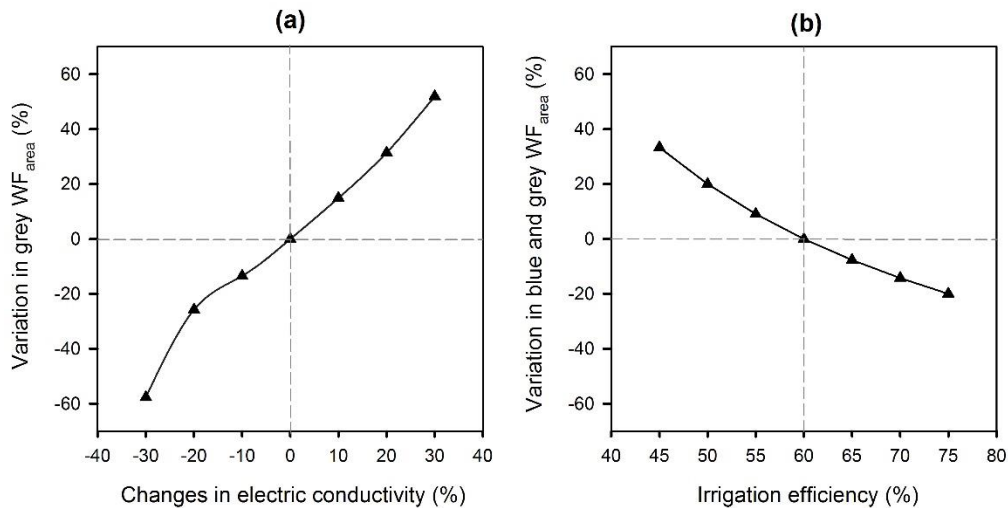 (a)
Variation in grey WF_area (%)
60
40
20
0
-20
-40
-60
-40 -30 -20 -10 0 10 20 30 40
Changes in electric conductivity (%)
(b)
Variation in blue and grey WF_area (%)
60
40
20
0
-20
-40
-60
40 45 50 55 60 65 70 75 80
Irrigation efficiency (%)